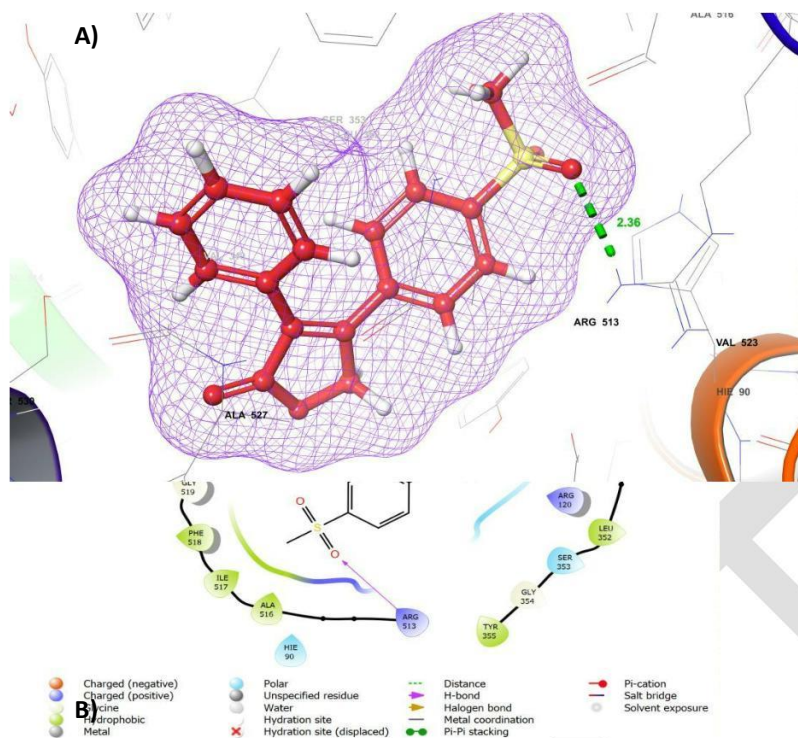 A)
ALA 516
SER 353
2.36
ARG 513
VAL 523
HIE 90
ALA 527
GLY
519
PHE
518
ILE
517
ALA
516
HIE
90
O
S
O
ARG
513
ARG
120
LEU
352
SER
353
GLY
354
TYR
355
Charged (negative)
Charged (positive)
Glycine
Hydrophobic
Metal
B)
Polar
Unspecified residue
Water
Hydration site
Hydration site (displaced)
Distance
H-bond
Halogen bond
Metal coordination
Pi-Pi stacking
Pi-cation
Salt bridge
Solvent exposure